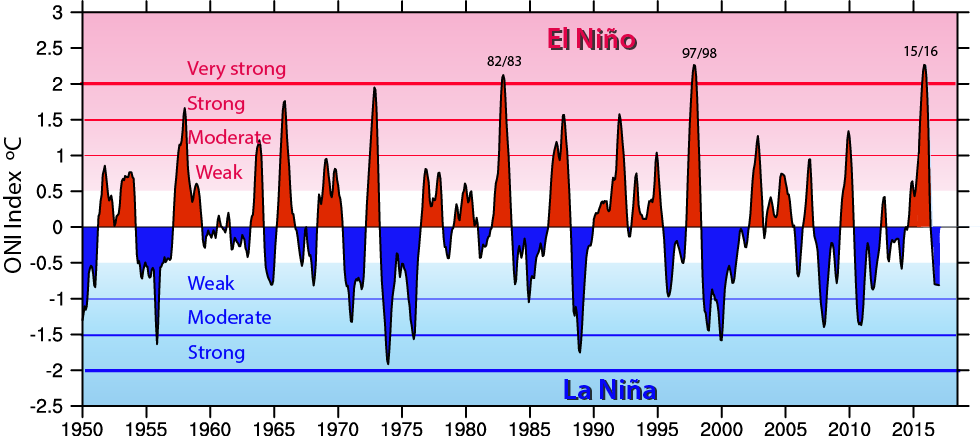 3
2.5
2
1.5
1
0.5
0
-0.5
-1
-1.5
-2
-2.5
ONI Index °C
El Niño
82/83
97/98
15/16
Very strong
Strong
Moderate
Weak
Weak
Moderate
Strong
La Niña
1950 1955 1960 1965 1970 1975 1980 1985 1990 1995 2000 2005 2010 2015